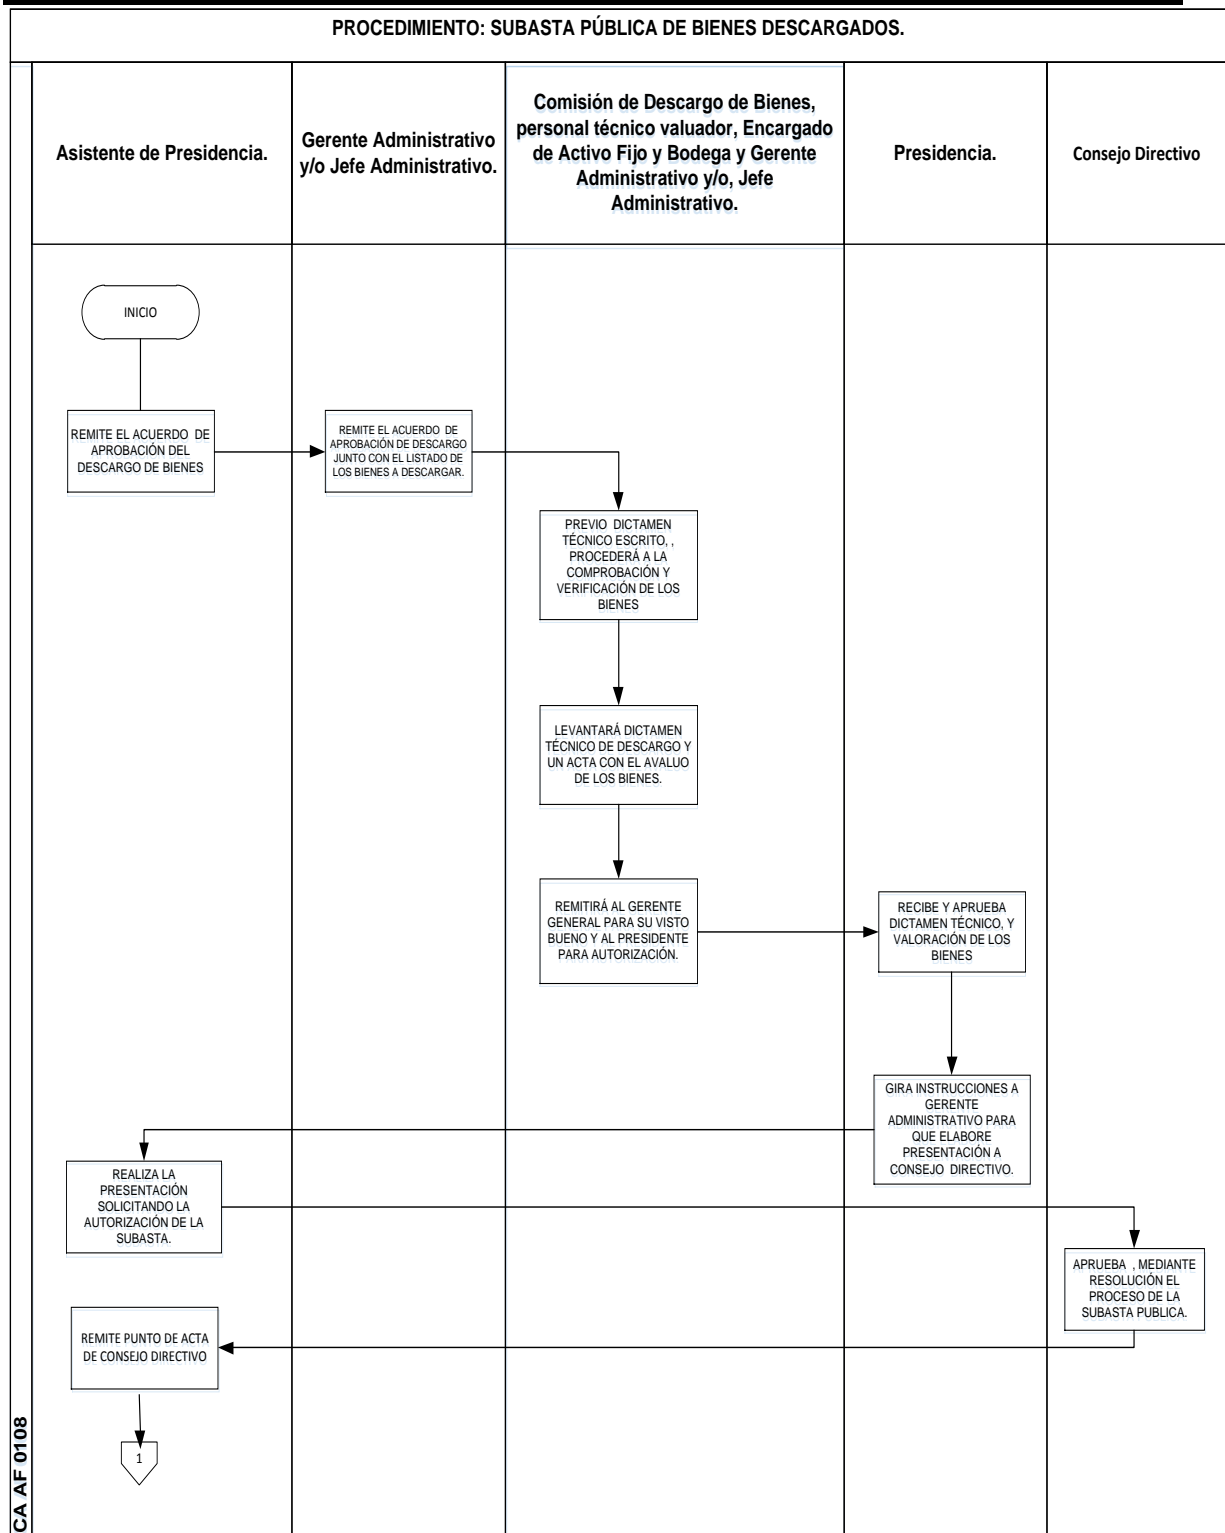 PROCEDIMIENTO: SUBASTA PÚBLICA DE BIENES DESCARGADOS.
Asistente de Presidencia.
Gerente Administrativo
y/o Jefe Administrativo.
Comisión de Descargo de Bienes,
personal técnico valuador, Encargado
de Activo Fijo y Bodega y Gerente
Administrativo y/o, Jefe
Administrativo.
Presidencia.
Consejo Directivo
INICIO
REMITE EL ACUERDO DE
APROBACIÓN DEL
DESCARGO DE BIENES
REMITE EL ACUERDO DE
APROBACIÓN DE DESCARGO
JUNTO CON EL LISTADO DE
LOS BIENES A DESCARGAR.
PREVIO DICTAMEN
TÉCNICO ESCRITO, ,
PROCEDERÁ A LA
COMPROBACIÓN Y
VERIFICACIÓN DE LOS
BIENES
LEVANTARÁ DICTAMEN
TÉCNICO DE DESCARGO Y
UN ACTA CON EL AVALUO
DE LOS BIENES.
REMITIRÁ AL GERENTE
GENERAL PARA SU VISTO
BUENO Y AL PRESIDENTE
PARA AUTORIZACIÓN.
RECIBE Y APRUEBA
DICTAMEN TÉCNICO, Y
VALORACIÓN DE LOS
BIENES
GIRA INSTRUCCIONES A
GERENTE
ADMINISTRATIVO PARA
QUE ELABORE
PRESENTACIÓN A
CONSEJO DIRECTIVO.
REALIZA LA
PRESENTACIÓN
SOLICITANDO LA
AUTORIZACIÓN DE LA
SUBASTA.
APRUEBA , MEDIANTE
RESOLUCIÓN EL
PROCESO DE LA
SUBASTA PUBLICA.
REMITE PUNTO DE ACTA
DE CONSEJO DIRECTIVO
1
CA AF 0108